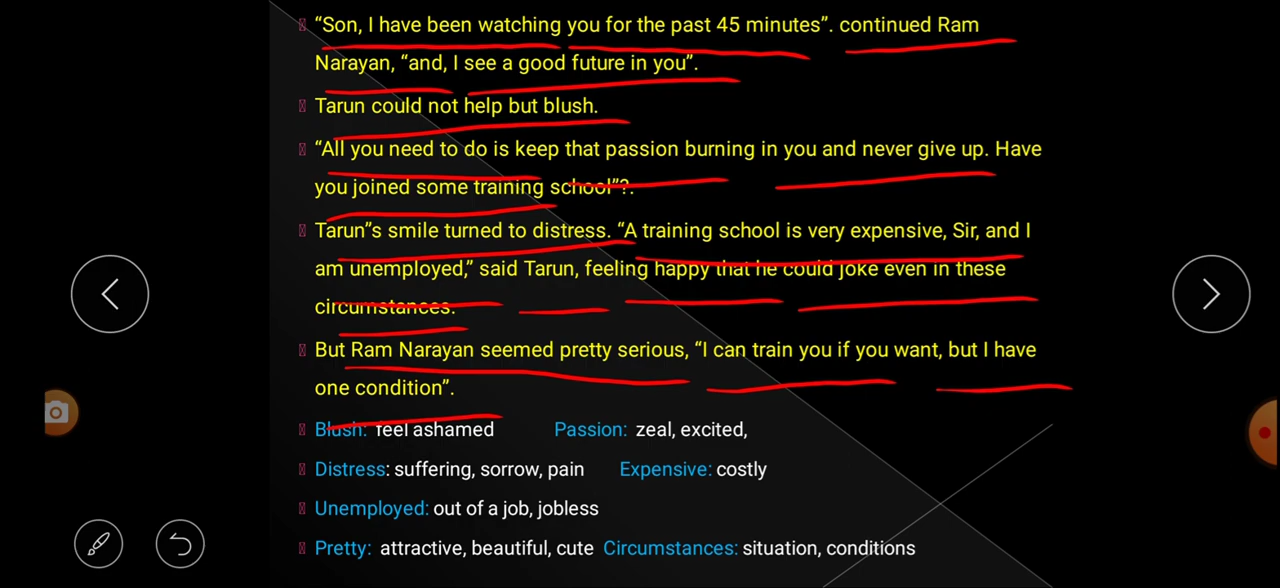 “Son, I have been watching you for the past 45 minutes”. continued Ram
Narayan, “and, I see a good future in you”.
Tarun could not help but blush.
“All you need to do is keep that passion burning in you and never give up. Have
you joined some training school”?.
Tarun”s smile turned to distress. “A training school is very expensive, Sir, and I
am unemployed,” said Tarun, feeling happy that he could joke even in these
circumstances.
But Ram Narayan seemed pretty serious, “I can train you if you want, but I have
one condition”.
Blush: feel ashamed Passion: zeal, excited,
Distress: suffering, sorrow, pain Expensive: costly
Unemployed: out of a job, jobless
Pretty: attractive, beautiful, cute Circumstances: situation, conditions